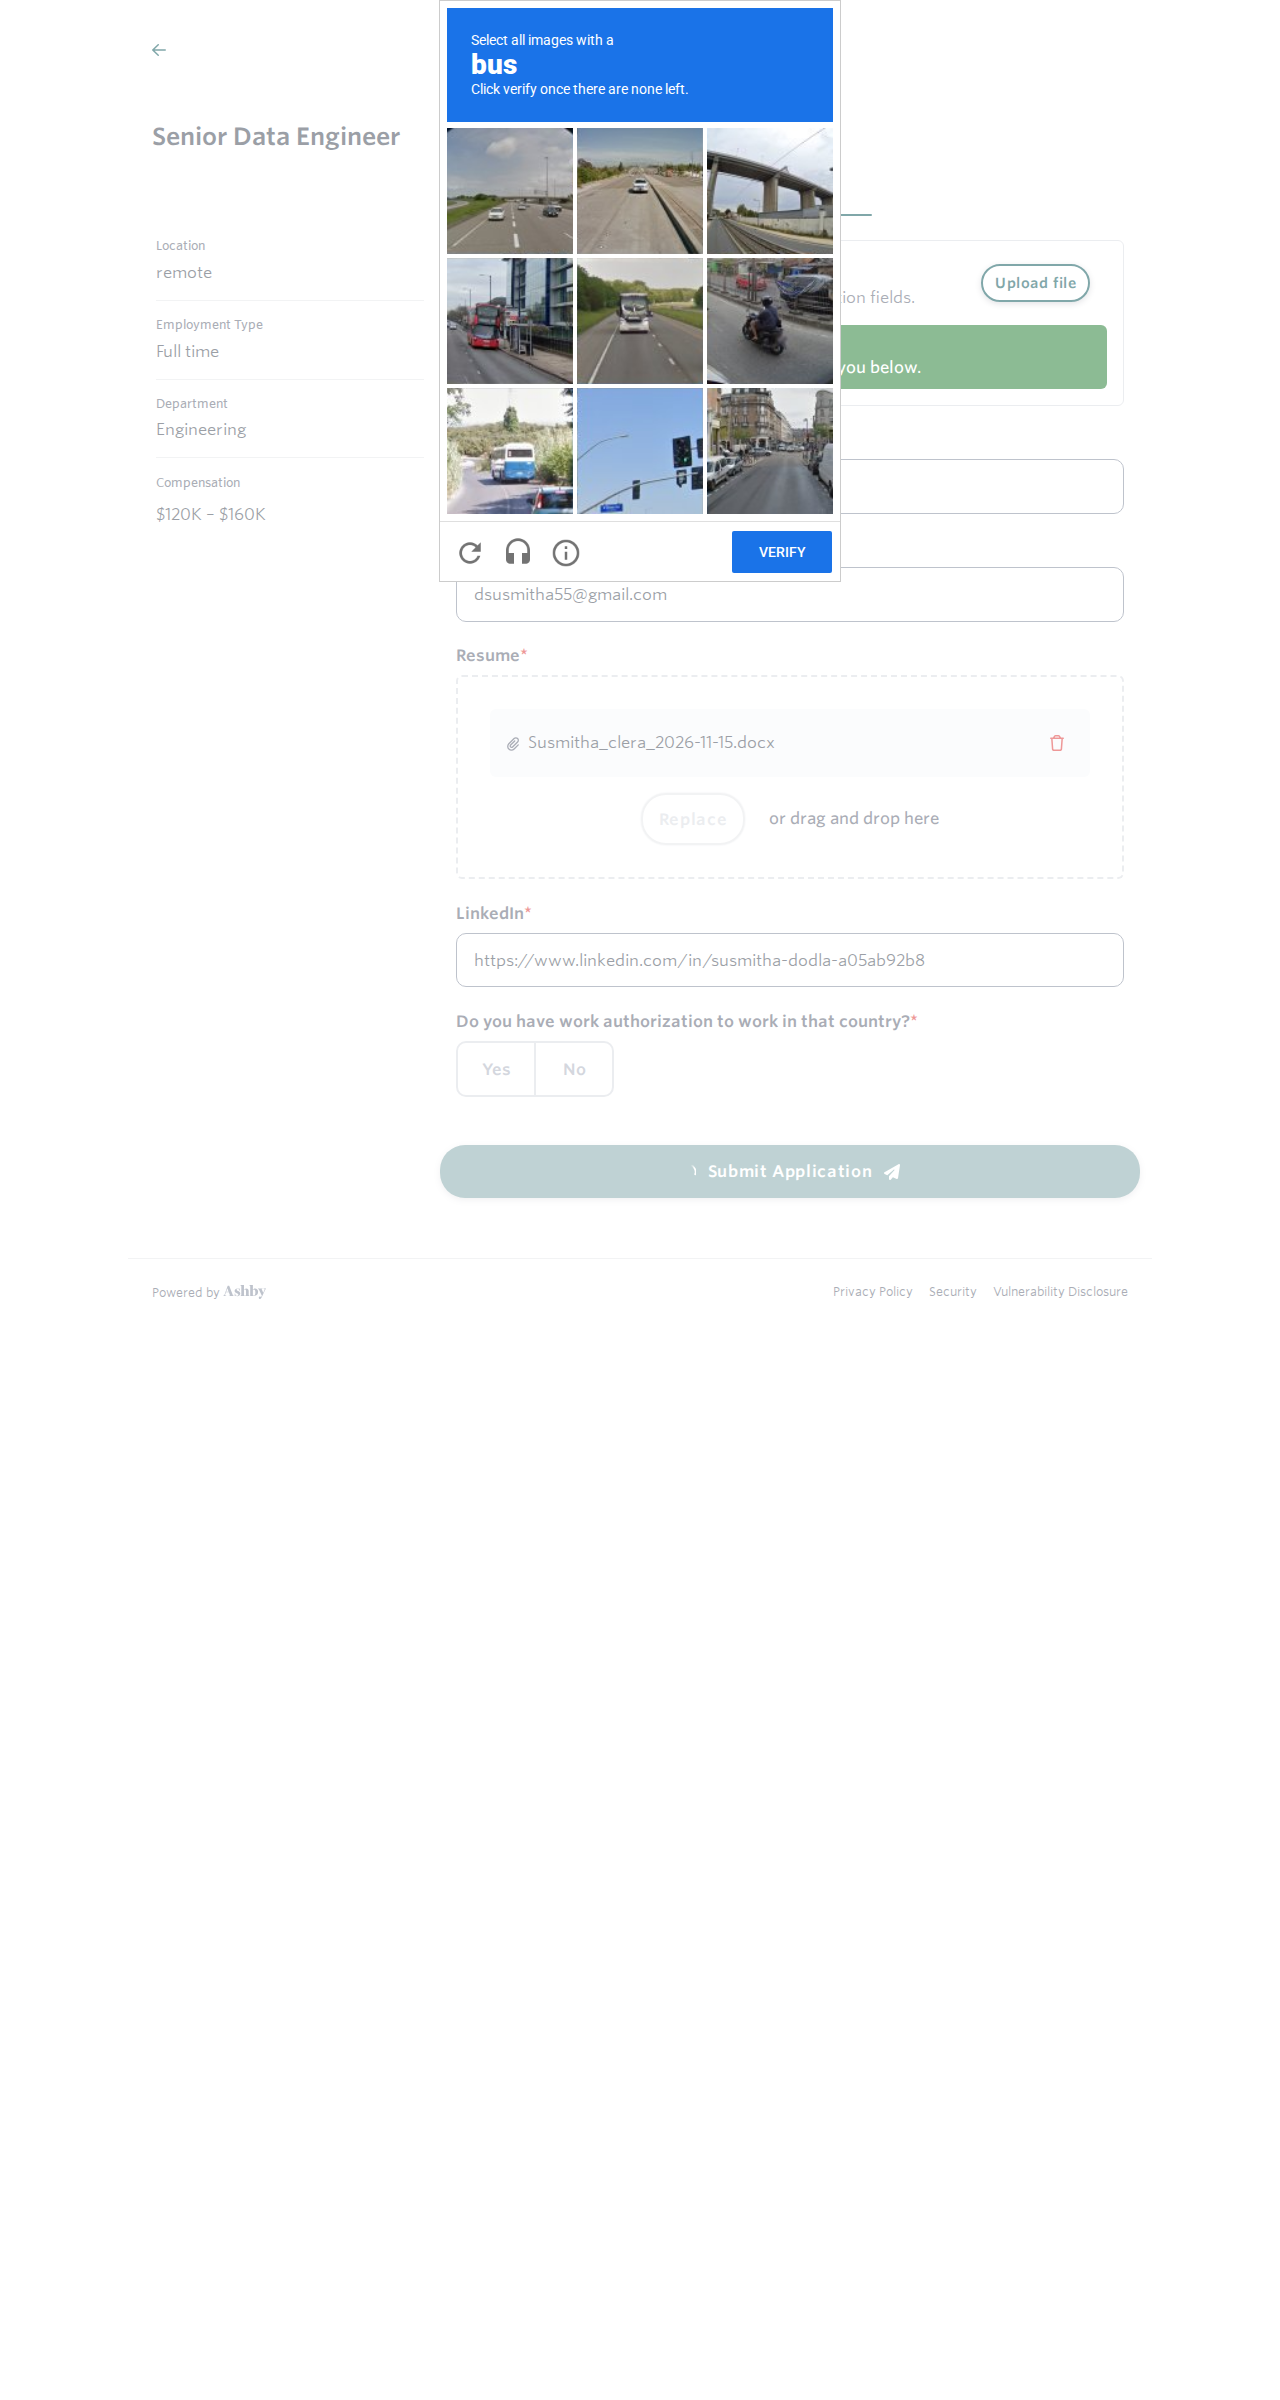 Select all images with a
bus
Click verify once there are none left.
Senior Data Engineer
Location
remote
Employment Type
Full time
Department
Engineering
Compensation
$120K – $160K
Upload file
ion fields.
you below.
VERIFY
dsusmitha55@gmail.com
Resume*
Susmitha_clera_2026-11-15.docx
Replace
or drag and drop here
LinkedIn*
https://www.linkedin.com/in/susmitha-dodla-a05ab92b8
Do you have work authorization to work in that country?*
Yes
No
Submit Application
Powered by Ashby
Privacy Policy
Security
Vulnerability Disclosure